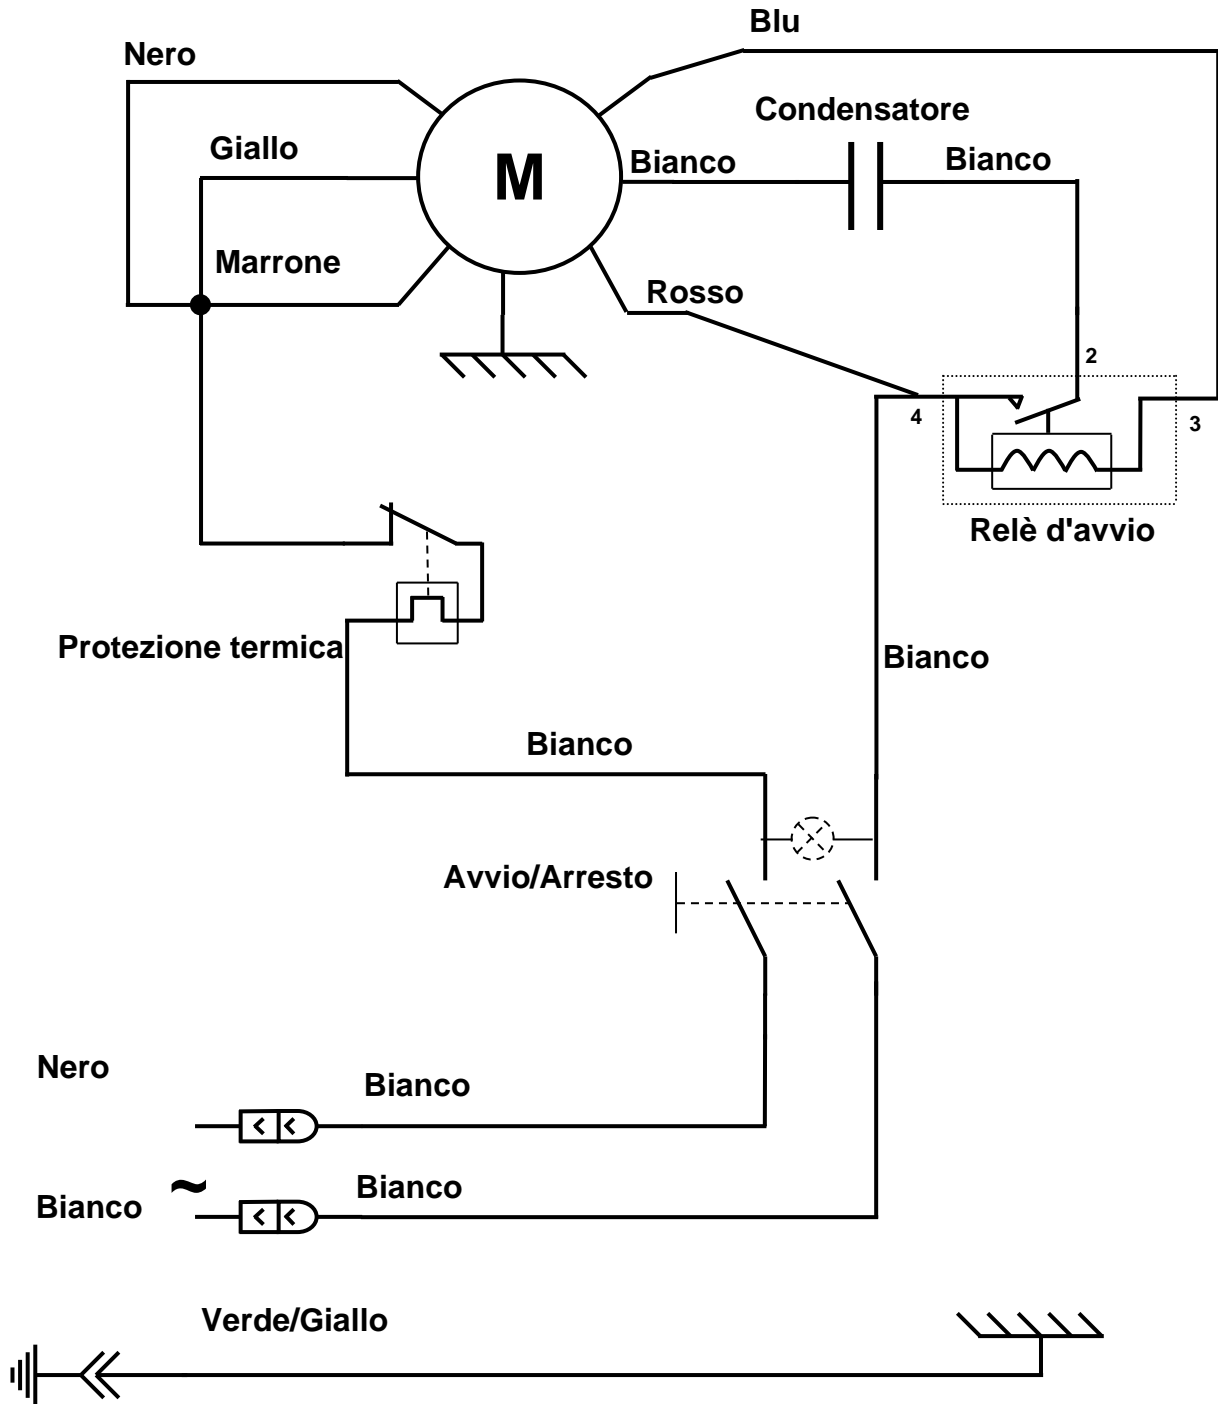 Blu
Nero
Condensatore
Giallo
Bianco
Bianco
M
Marrone
Rosso
2
4
3
Relè d'avvio
Protezione termica
Bianco
Bianco
Avvio/Arresto
Nero
Bianco
Bianco
~
Bianco
Verde/Giallo